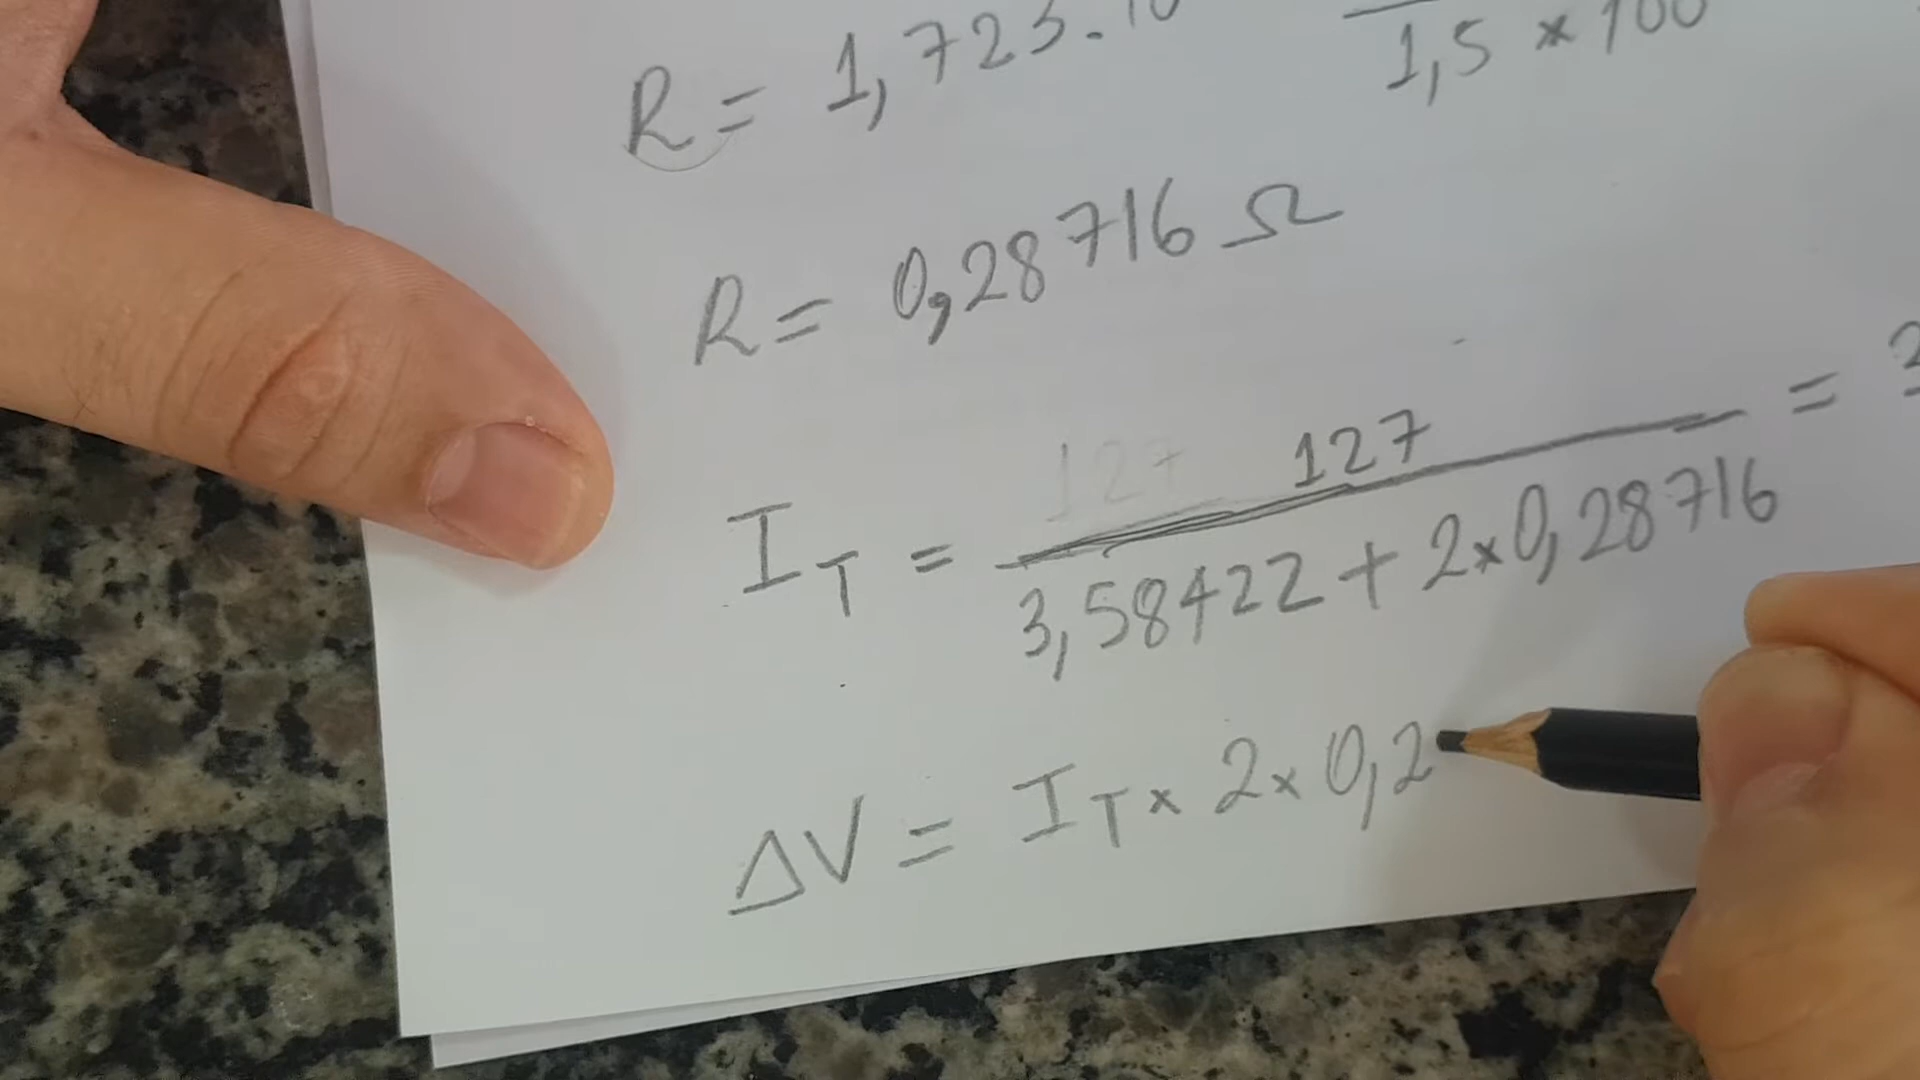 R = 1,723.10
1,5 × 100
R = 0,28716 Ω
127 127
I_T = =
3,58422 + 2×0,28716
ΔV = I_T × 2 × 0,2